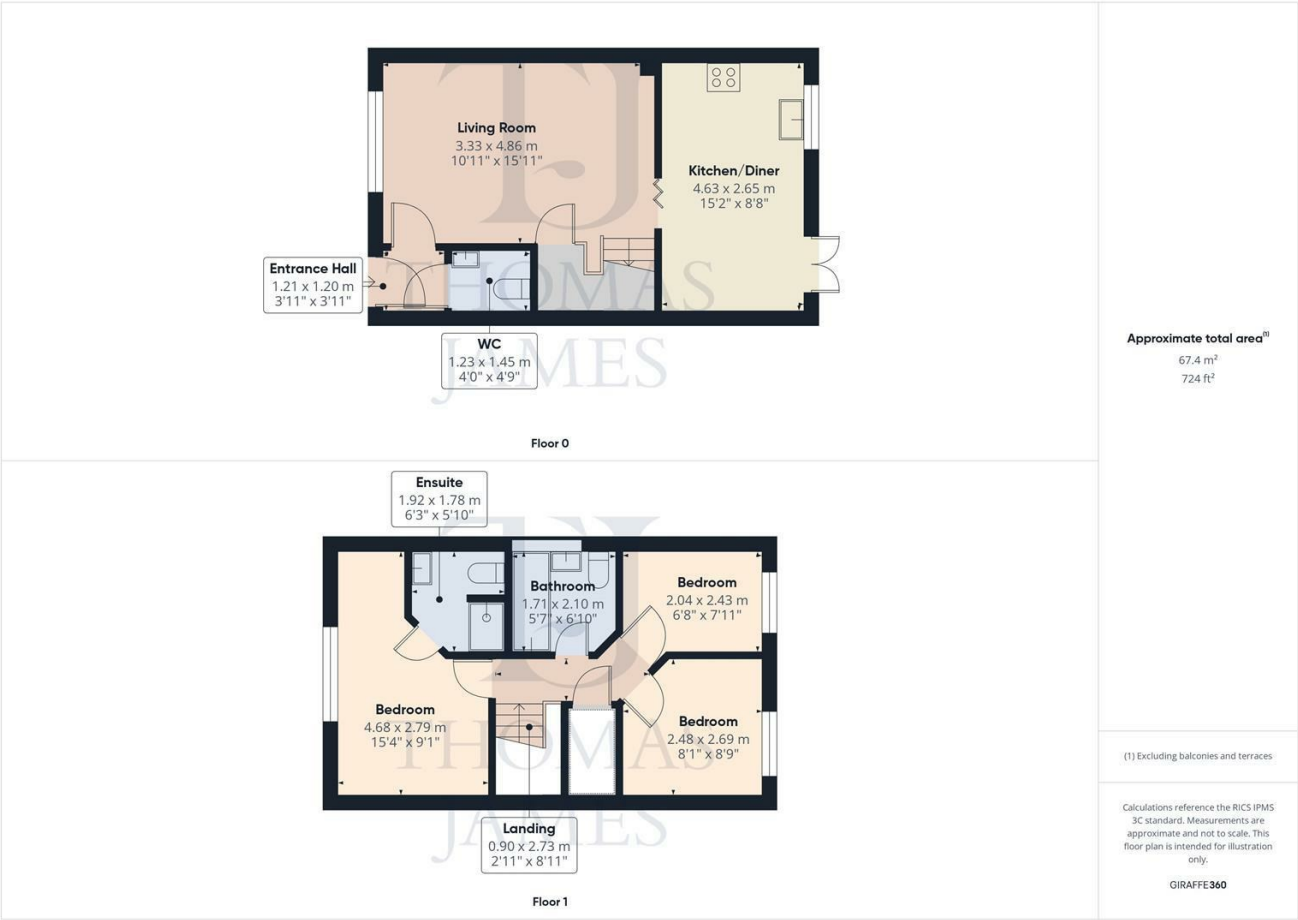 Living Room
3.33 x 4.86 m
10'11" x 15'11"
Kitchen/Diner
4.63 x 2.65 m
15'2" x 8'8"
Entrance Hall
1.21 x 1.20 m
3'11" x 3'11"
WC
1.23 x 1.45 m
4'0" x 4'9"
TJ
THOMAS
JAMES
Floor 0
Ensuite
1.92 x 1.78 m
6'3" x 5'10"
Bathroom
1.71 x 2.10 m
5'7" x 6'10"
Bedroom
2.04 x 2.43 m
6'8" x 7'11"
Bedroom
4.68 x 2.79 m
15'4" x 9'1"
Bedroom
2.48 x 2.69 m
8'1" x 8'9"
Landing
0.90 x 2.73 m
2'11" x 8'11"
TJ
THOMAS
JAMES
Floor 1
Approximate total area(1)
67.4 m²
724 ft²
(1) Excluding balconies and terraces
Calculations reference the RICS IPMS
3C standard. Measurements are
approximate and not to scale. This
floor plan is intended for illustration
only.
GIRAFFE360